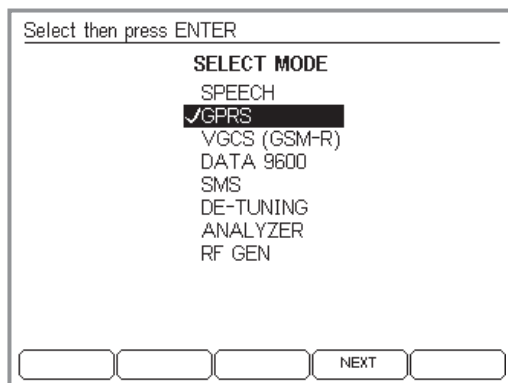 Select then press ENTER
SELECT MODE
SPEECH
✓GPRS
VGCS (GSM-R)
DATA 9600
SMS
DE-TUNING
ANALYZER
RF GEN
NEXT